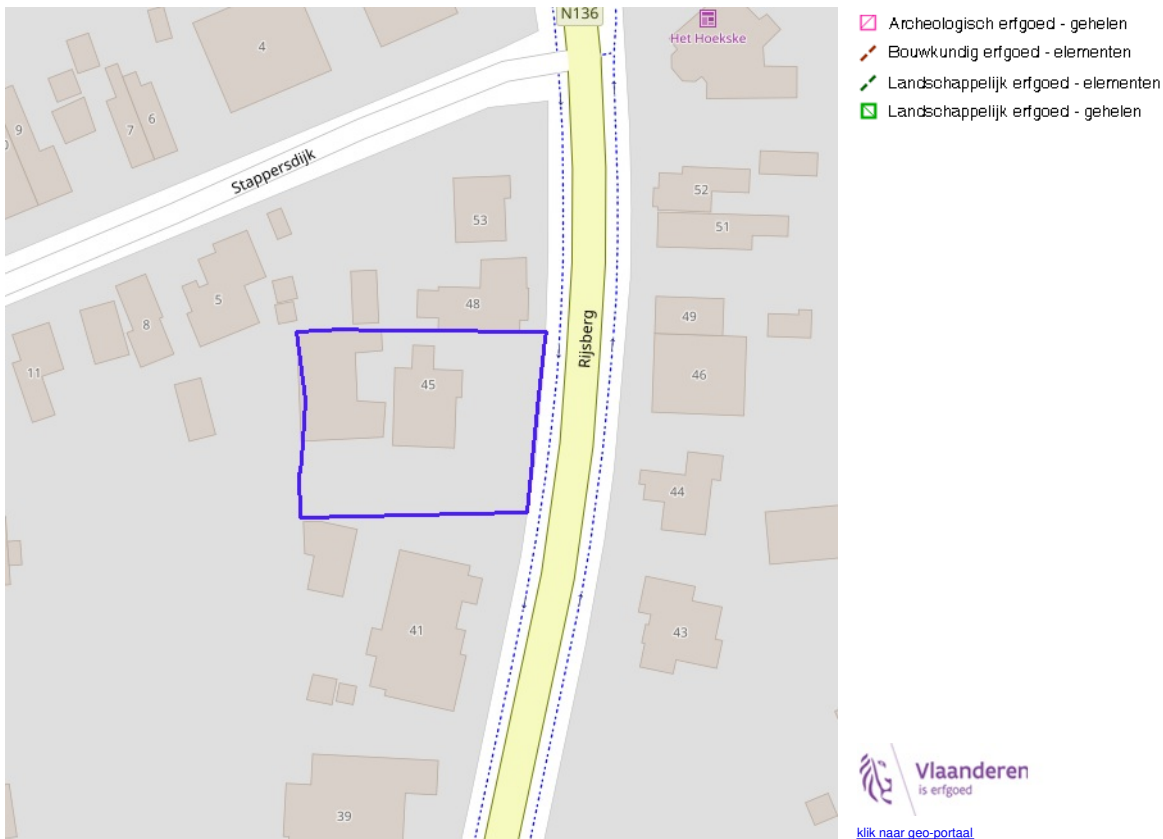 N136
Het Hoekske
4
9
7
6
Stappersdijk
52
53
51
5
48
49
8
Rijsberg
11
45
46
44
41
43
39
Archeologisch erfgoed - gehelen
Bouwkundig erfgoed - elementen
Landschappelijk erfgoed - elementen
Landschappelijk erfgoed - gehelen
Vlaanderen
is erfgoed
klik naar geo-portaal